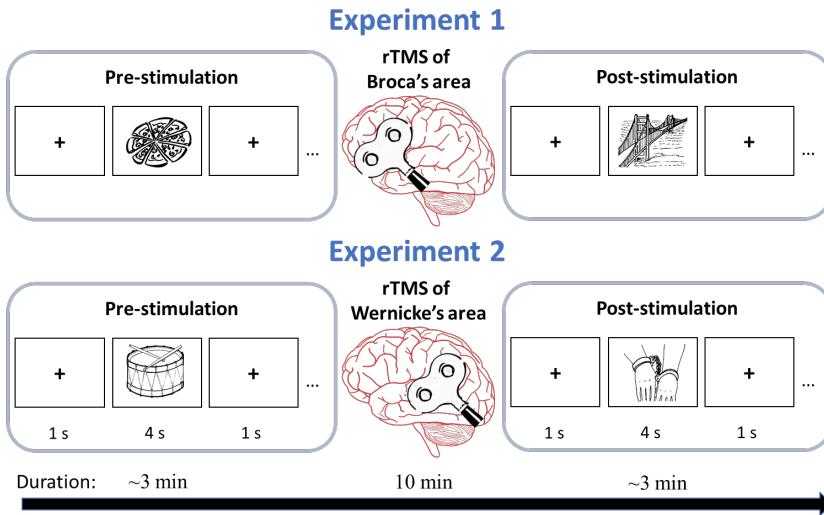 Experiment 1
Pre-stimulation
rTMS of
Broca's area
Post-stimulation
+
+
...
+
+
...
Experiment 2
Pre-stimulation
rTMS of
Wernicke's area
Post-stimulation
+
+
...
+
+
...
1 s 4 s 1 s
1 s 4 s 1 s
Duration: ~3 min 10 min ~3 min